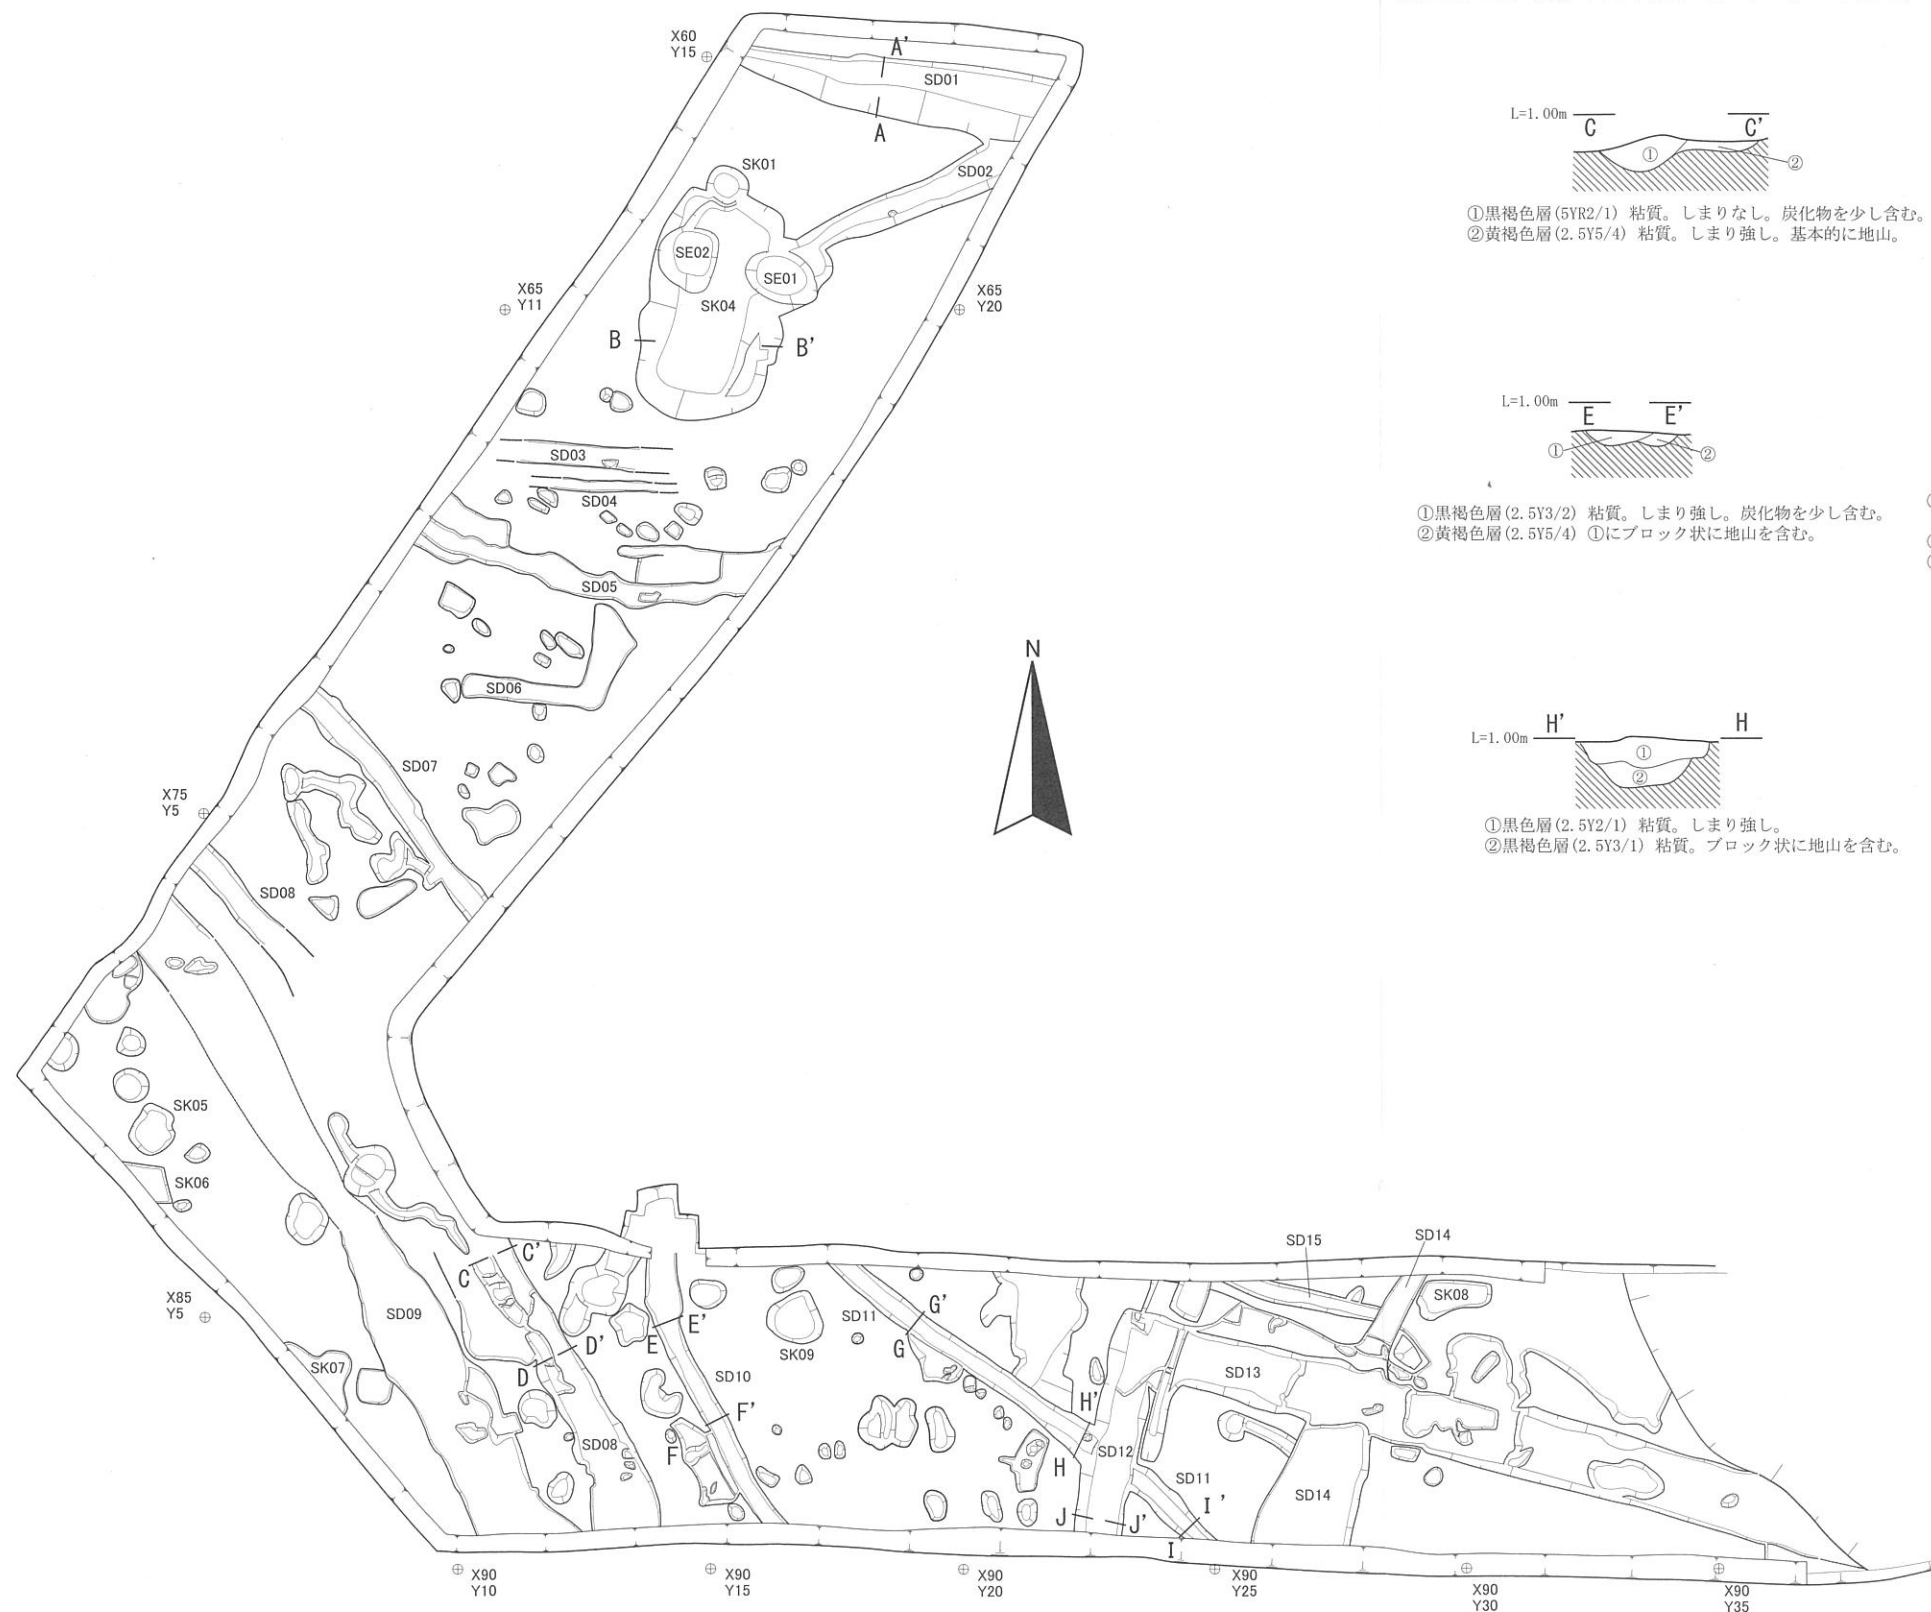 X60
Y15
A'
SD01
A
SK01
SD02
SE02
SE01
SK04
X65
Y11
X65
Y20
B
B'
SD03
SD04
SD05
SD06
N
SD07
X75
Y5
SD08
SK05
SK06
C'
C
X85
Y5
SD09
SK07
D'
D
E
E'
SD10
SD08
F'
F
SK09
SD11
G'
G
SD15
SD14
SK08
SD13
H'
H
SD12
SD11
SD14
I'
I
J
J'
X90
Y10
X90
Y15
X90
Y20
X90
Y25
X90
Y30
X90
Y35
L=1.00m
C
C'
①
②
①黒褐色層(5YR2/1) 粘質。しまりなし。炭化物を少し含む。
②黄褐色層(2.5Y5/4) 粘質。しまり強し。基本的に地山。
L=1.00m
E
E'
①
②
①黒褐色層(2.5Y3/2) 粘質。しまり強し。炭化物を少し含む。
②黄褐色層(2.5Y5/4) ①にブロック状に地山を含む。
L=1.00m
H'
H
①
②
①黒色層(2.5Y2/1) 粘質。しまり強し。
②黒褐色層(2.5Y3/1) 粘質。ブロック状に地山を含む。